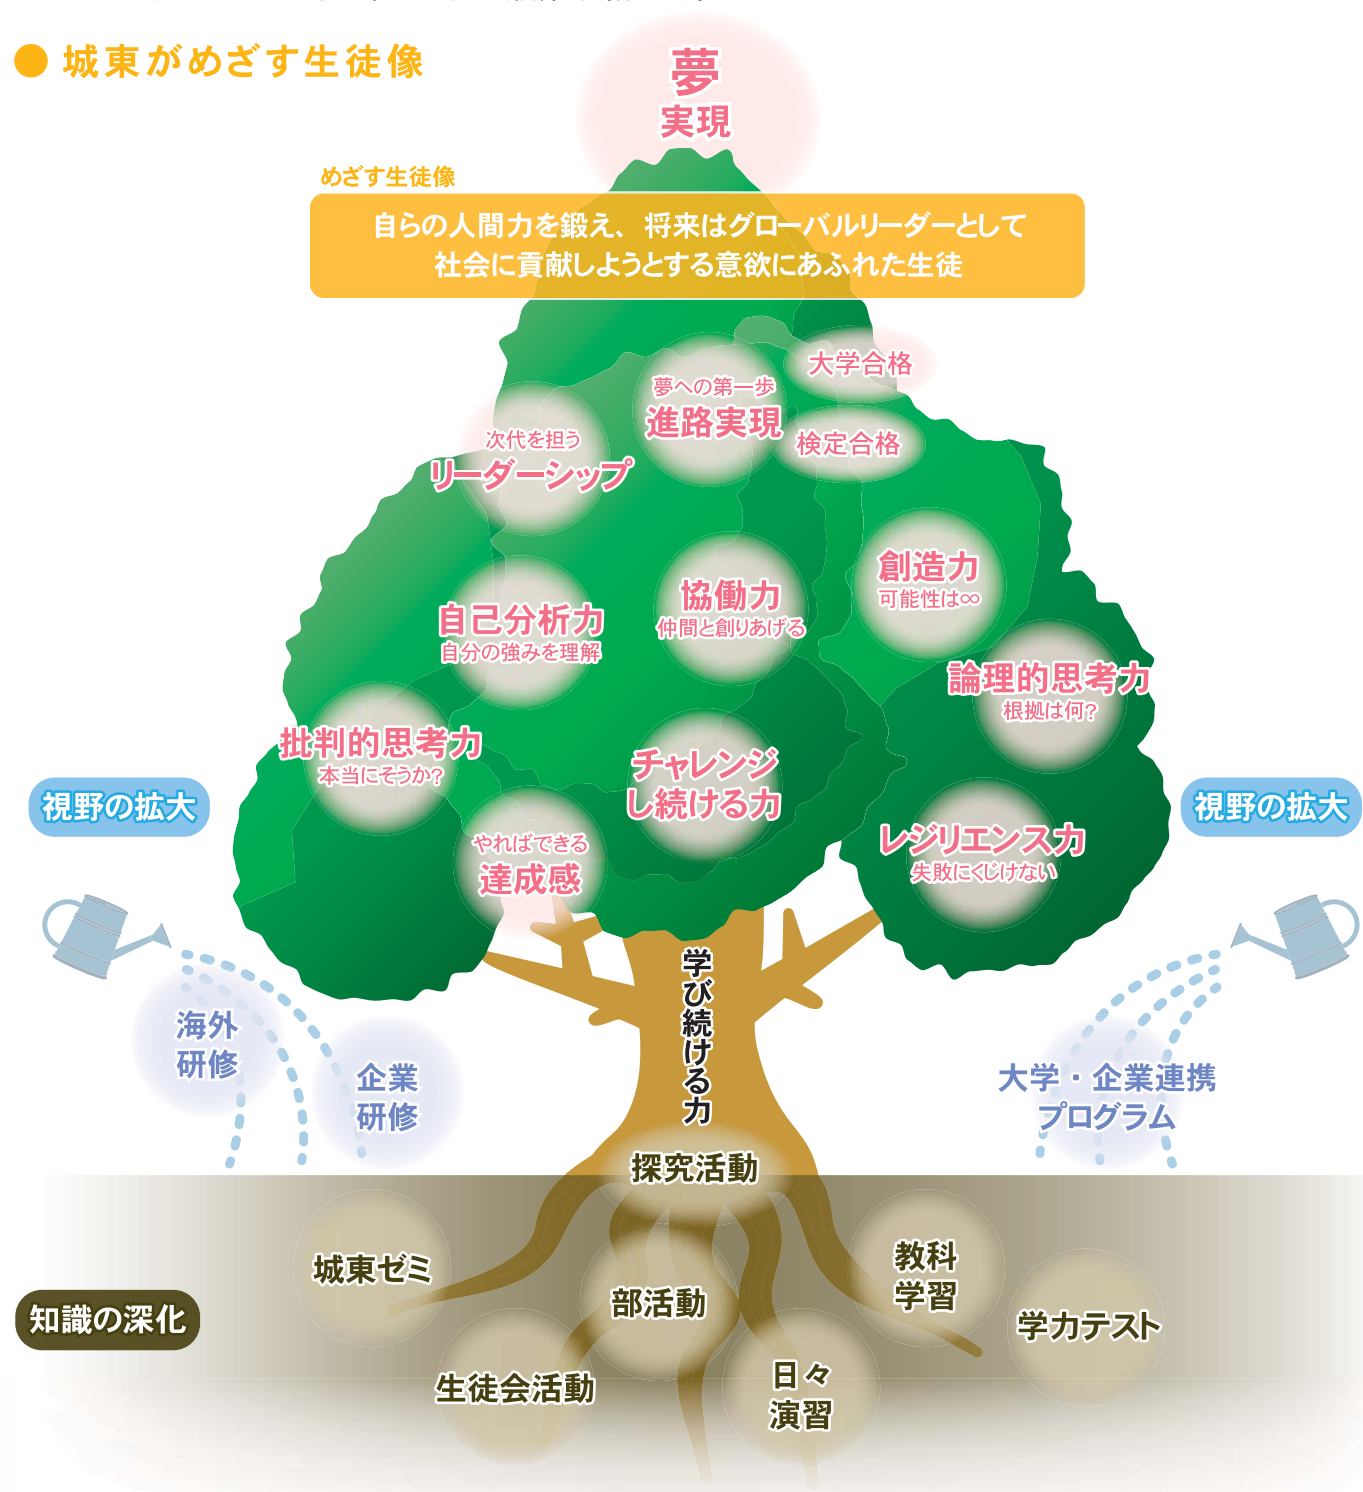 城東がめざす生徒像
夢
実現
めざす生徒像
自らの人間力を鍛え、将来はグローバルリーダーとして
社会に貢献しようとする意欲にあふれた生徒
大学合格
夢への第一歩
進路実現
検定合格
次代を担う
リーダーシップ
創造力
可能性は∞
協働力
仲間と創りあげる
自己分析力
自分の強みを理解
論理的思考力
根拠は何?
批判的思考力
本当にそうか?
チャレンジ
し続ける力
視野の拡大
視野の拡大
やればできる
達成感
レジリエンス力
失敗にくじけない
学び続ける力
海外
研修
企業
研修
大学・企業連携
プログラム
探究活動
城東ゼミ
部活動
教科
学習
学力テスト
知識の深化
生徒会活動
日々
演習